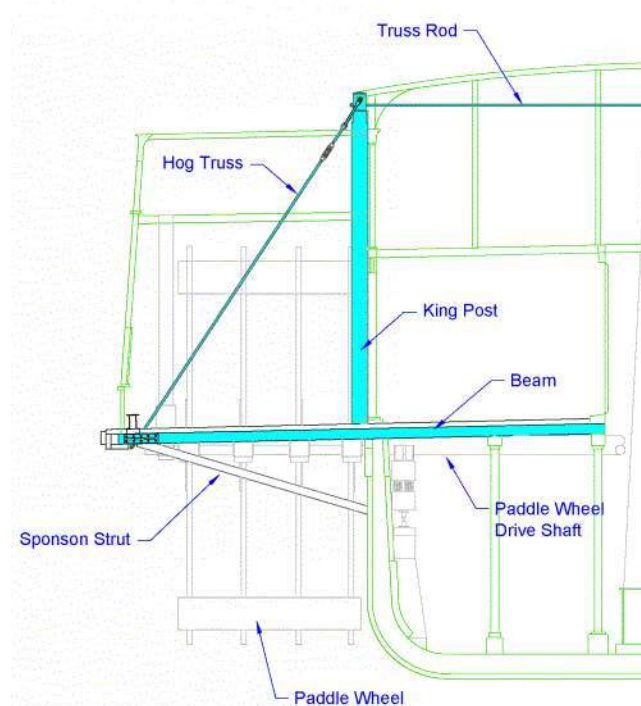 Truss Rod
Hog Truss
King Post
Beam
Paddle Wheel
Drive Shaft
Sponson Strut
Paddle Wheel